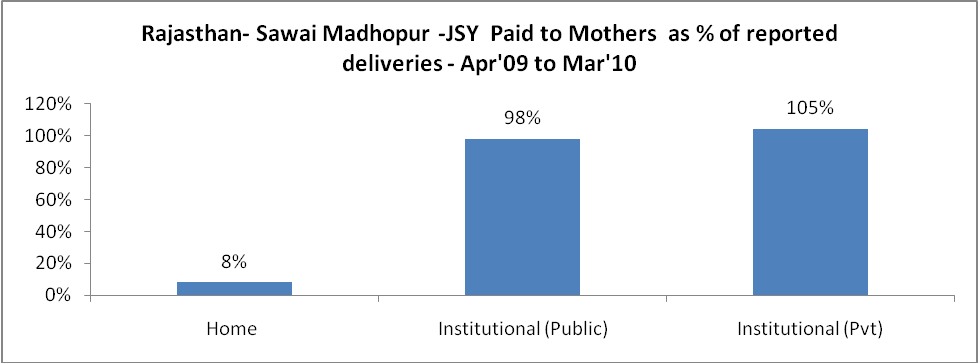 Rajasthan- Sawai Madhopur -JSY  Paid to Mothers  as % of reported
deliveries - Apr'09 to Mar'10
120%
100%
80%
60%
40%
20%
0%
8%
98%
105%
Home
Institutional (Public)
Institutional (Pvt)